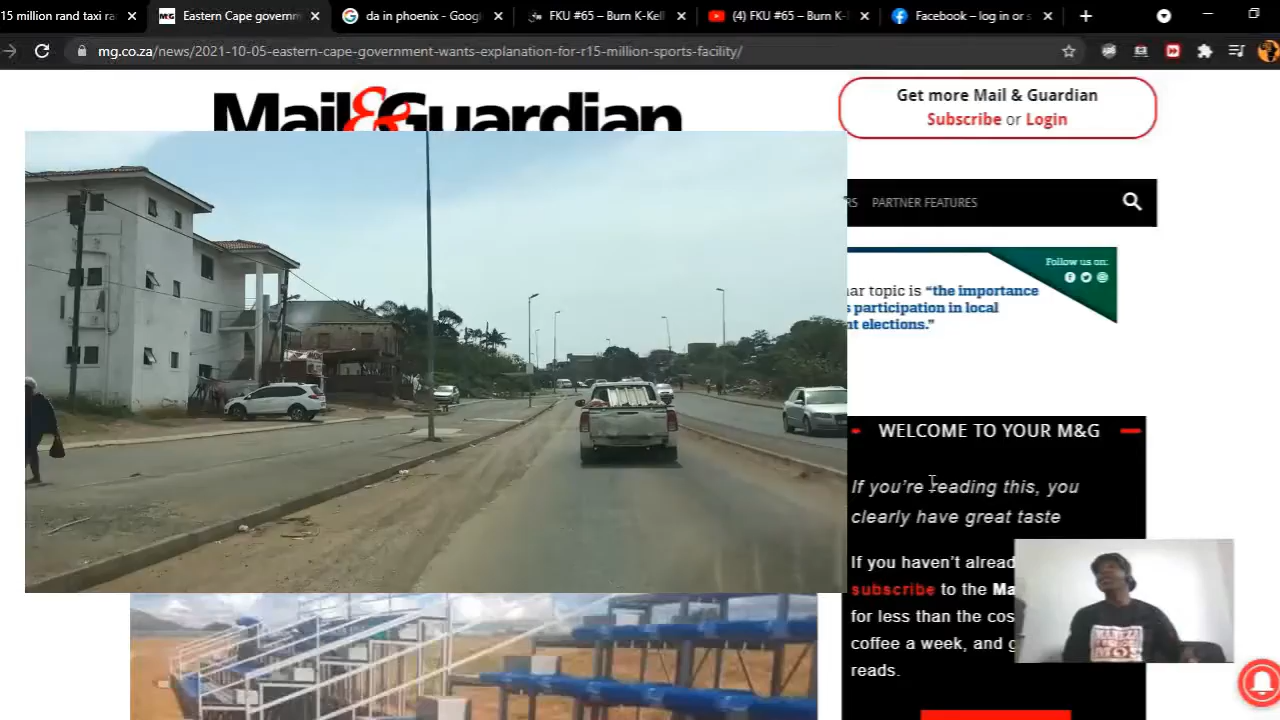 15 million rand taxi ra
Eastern Cape governm
da in phoenix - Goog
FKU #65 – Burn K-Kell
(4) FKU #65 – Burn K-
Facebook – log in or s
mg.co.za/news/2021-10-05-eastern-cape-government-wants-explanation-for-r15-million-sports-facility/
Mail&Guardian
Get more Mail & Guardian
Subscribe or Login
RS PARTNER FEATURES
Follow us on:
nar topic is “the importance
s participation in local
nt elections.”
WELCOME TO YOUR M&G
If you’re reading this, you
clearly have great taste
If you haven’t alread
subscribe to the Ma
for less than the cos
coffee a week, and g
reads.